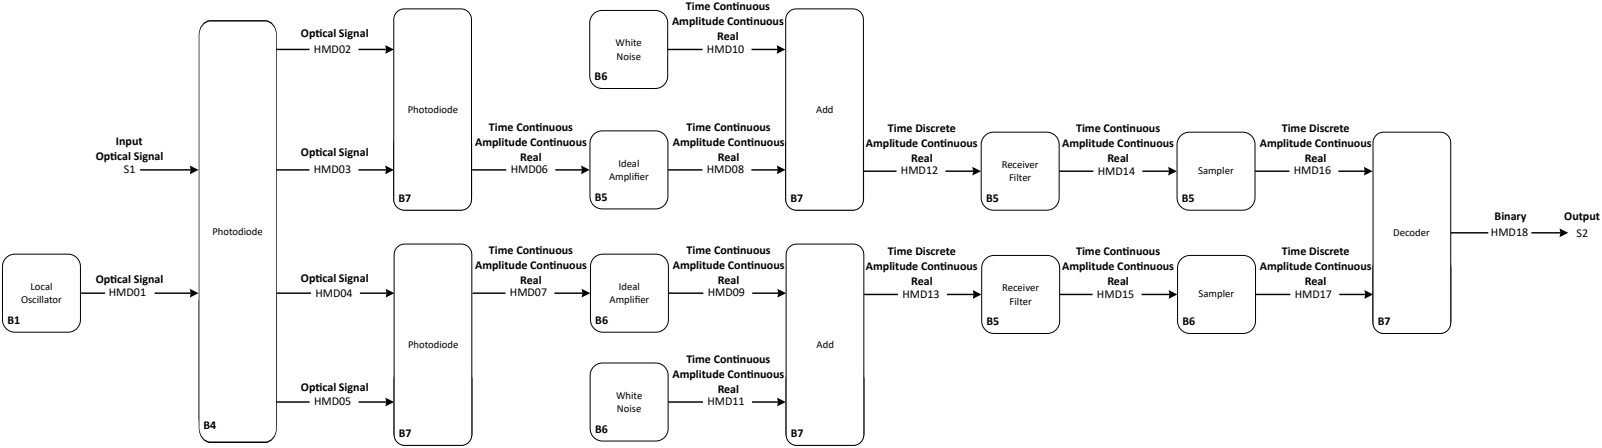 Input
Optical Signal
S1
Local
Oscillator
B1
Optical Signal
HMD01
Photodiode
B4
Optical Signal
HMD02
Optical Signal
HMD03
Optical Signal
HMD04
Optical Signal
HMD05
Photodiode
B7
Photodiode
B7
Time Continuous
Amplitude Continuous
Real
HMD06
Time Continuous
Amplitude Continuous
Real
HMD07
White
Noise
B6
Ideal
Amplifier
B5
Ideal
Amplifier
B6
White
Noise
B6
Time Continuous
Amplitude Continuous
Real
HMD10
Time Continuous
Amplitude Continuous
Real
HMD08
Time Continuous
Amplitude Continuous
Real
HMD09
Time Continuous
Amplitude Continuous
Real
HMD11
Add
B7
Add
B7
Time Discrete
Amplitude Continuous
Real
HMD12
Time Discrete
Amplitude Continuous
Real
HMD13
Receiver
Filter
B5
Receiver
Filter
B5
Time Continuous
Amplitude Continuous
Real
HMD14
Time Continuous
Amplitude Continuous
Real
HMD15
Sampler
B5
Sampler
B6
Time Discrete
Amplitude Continuous
Real
HMD16
Time Discrete
Amplitude Continuous
Real
HMD17
Decoder
B7
Binary
HMD18
Output
S2